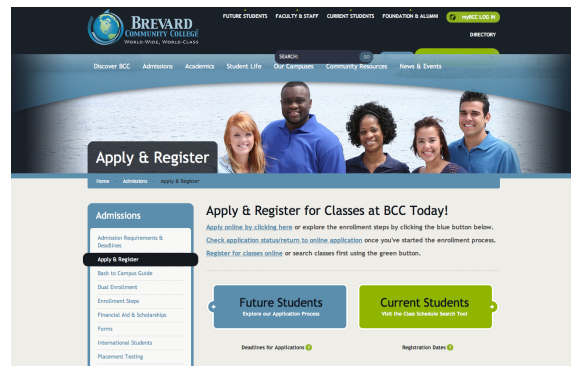 BREVARD
COMMUNITY COLLEGE
WORLD-WIDE, WORLD-CLASS
FUTURE STUDENTS FACULTY & STAFF CURRENT STUDENTS FOUNDATION & ALUMNI myBCC LOG IN
DIRECTORY
SEARCH: GO
Discover BCC Admissions Academics Student Life Our Campuses Community Resources News & Events
Apply & Register
Home Admissions Apply & Register
Admissions
Admission Requirements &
Deadlines
Apply & Register
Back to Campus Guide
Dual Enrollment
Enrollment Steps
Financial Aid & Scholarships
Forms
International Students
Placement Testing
Apply & Register for Classes at BCC Today!
Apply online by clicking here or explore the enrollment steps by clicking the blue button below.
Check application status/return to online application once you've started the enrollment process.
Register for classes online or search classes first using the green button.
Future Students
Explore our Application Process
Current Students
Visit the Class Schedule Search Tool
Deadlines for Applications
Registration Dates